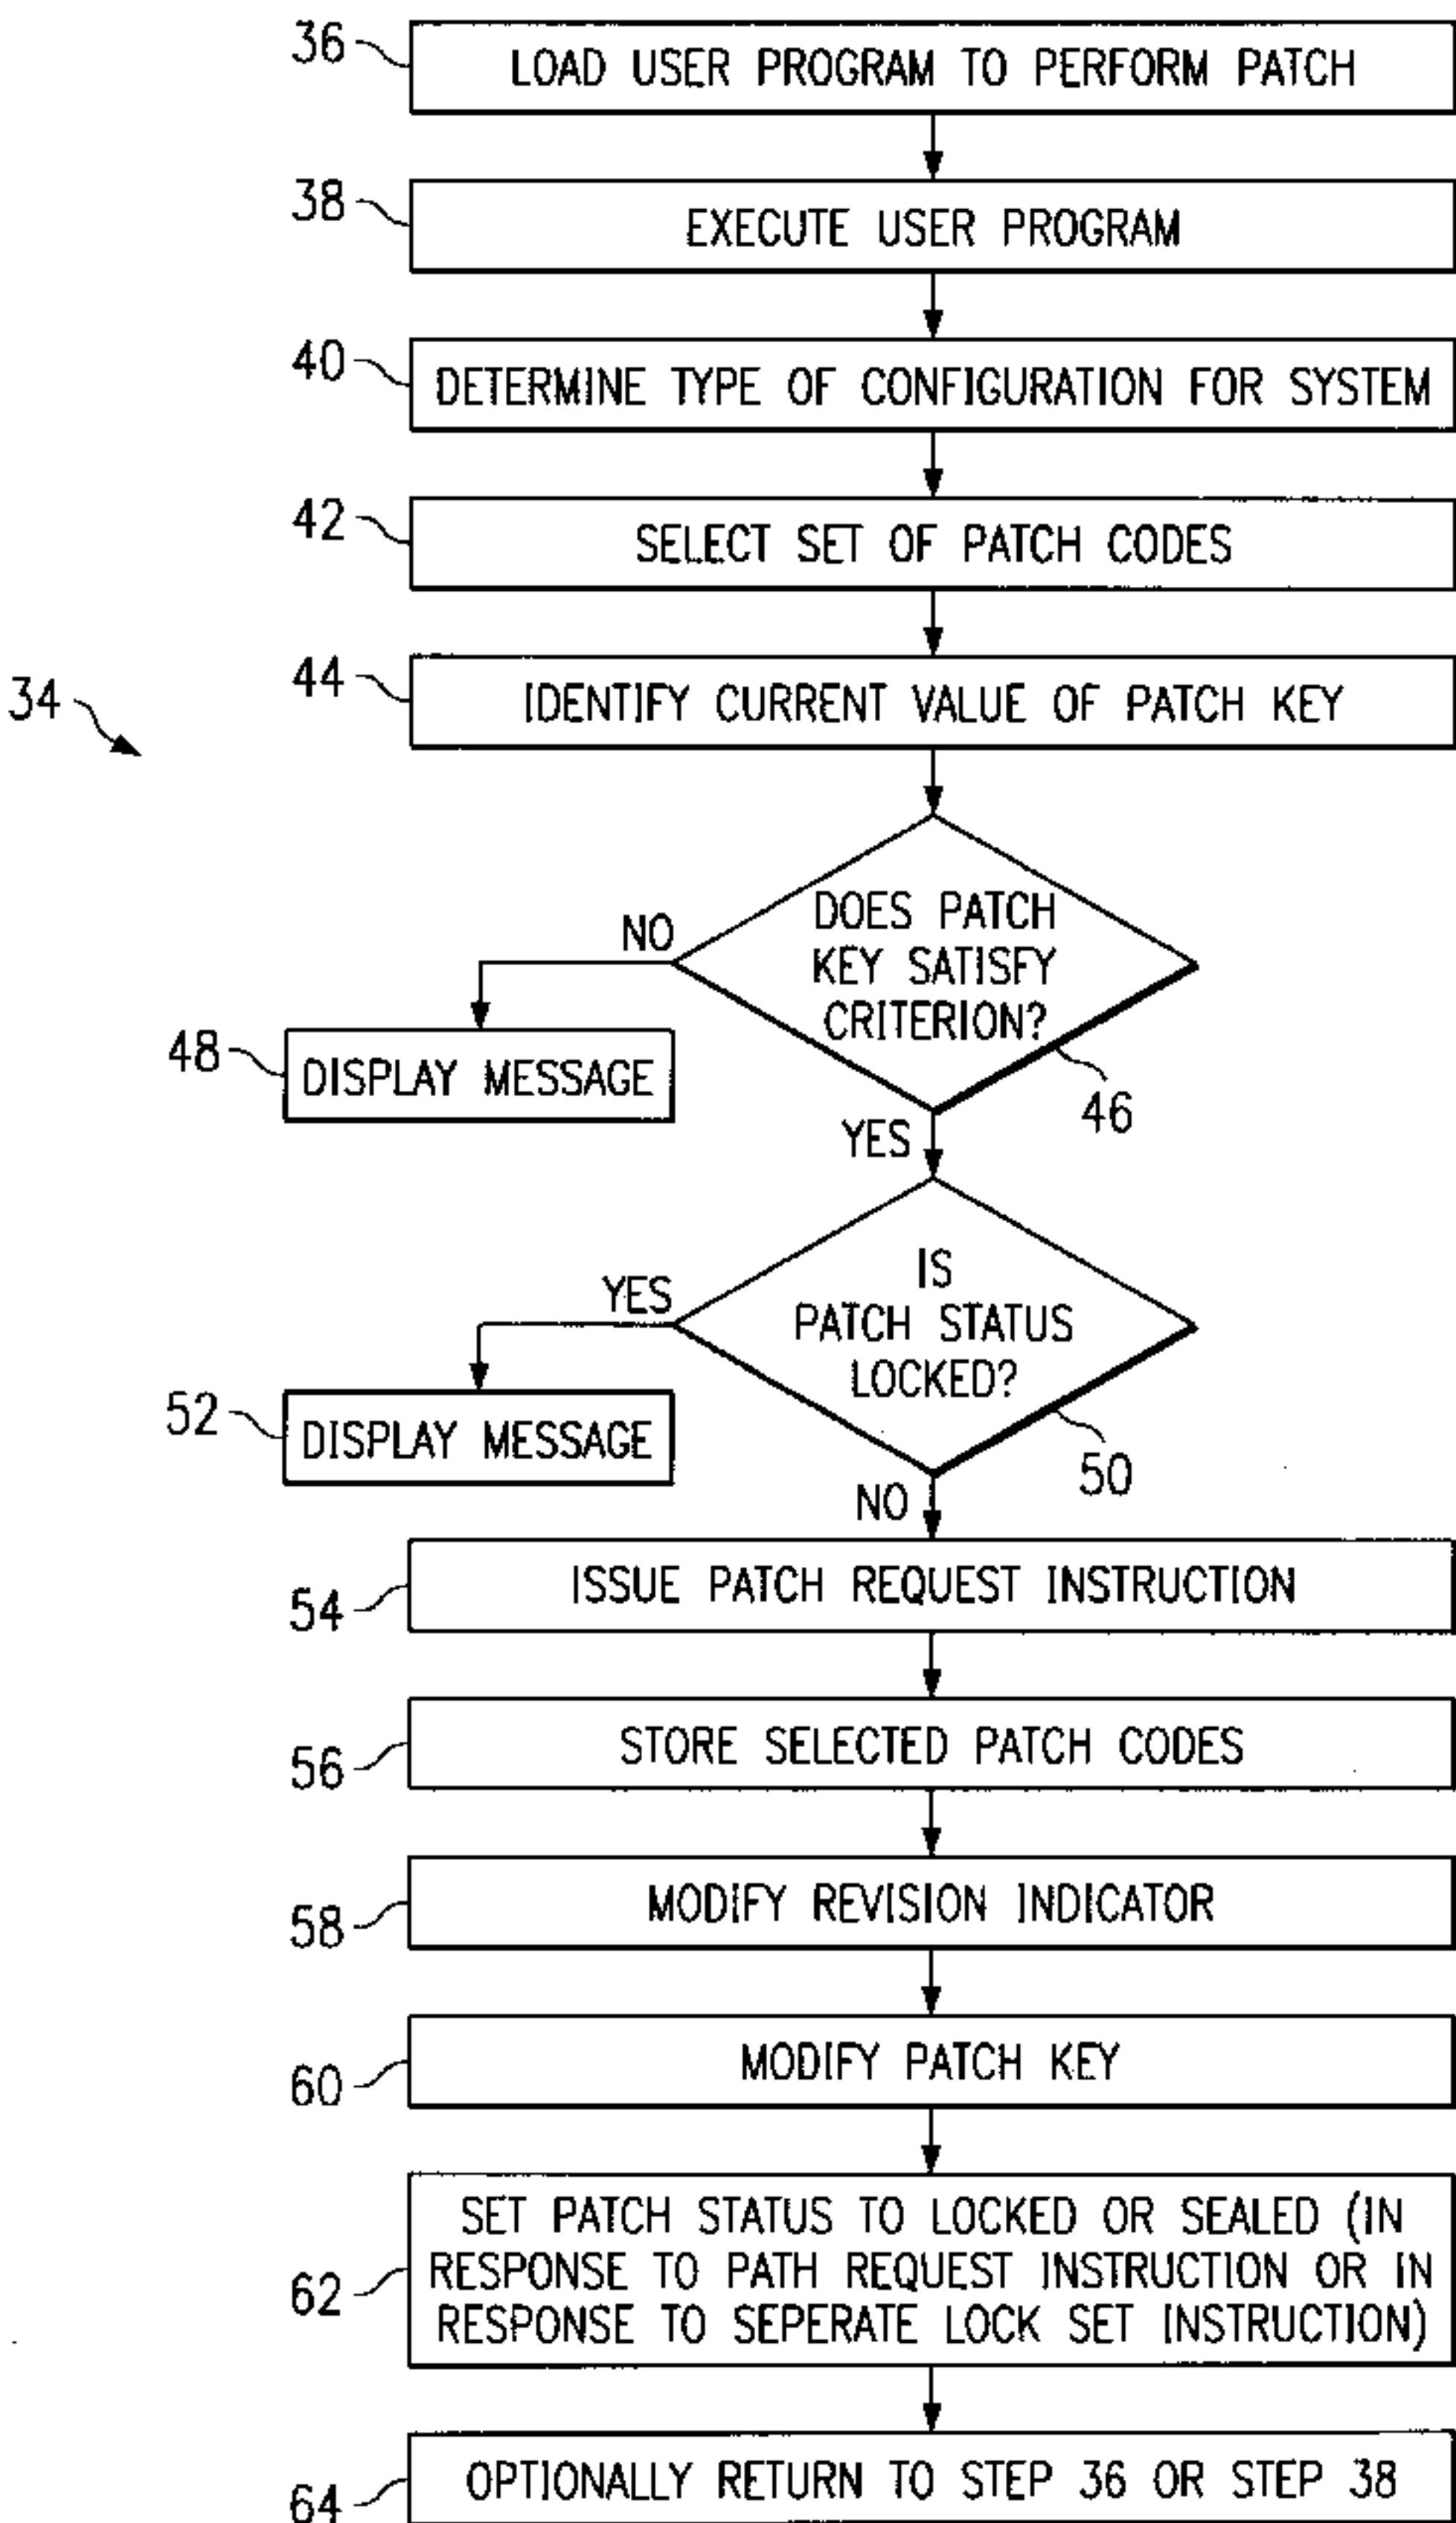 36
LOAD USER PROGRAM TO PERFORM PATCH
38
EXECUTE USER PROGRAM
40
DETERMINE TYPE OF CONFIGURATION FOR SYSTEM
42
SELECT SET OF PATCH CODES
44
IDENTIFY CURRENT VALUE OF PATCH KEY
34
DOES PATCH
KEY SATISFY
CRITERION?
NO
46
48
DISPLAY MESSAGE
YES
IS
PATCH STATUS
LOCKED?
YES
50
52
DISPLAY MESSAGE
NO
54
ISSUE PATCH REQUEST INSTRUCTION
56
STORE SELECTED PATCH CODES
58
MODIFY REVISION INDICATOR
60
MODIFY PATCH KEY
62
SET PATCH STATUS TO LOCKED OR SEALED (IN
RESPONSE TO PATH REQUEST INSTRUCTION OR IN
RESPONSE TO SEPERATE LOCK SET INSTRUCTION)
64
OPTIONALLY RETURN TO STEP 36 OR STEP 38